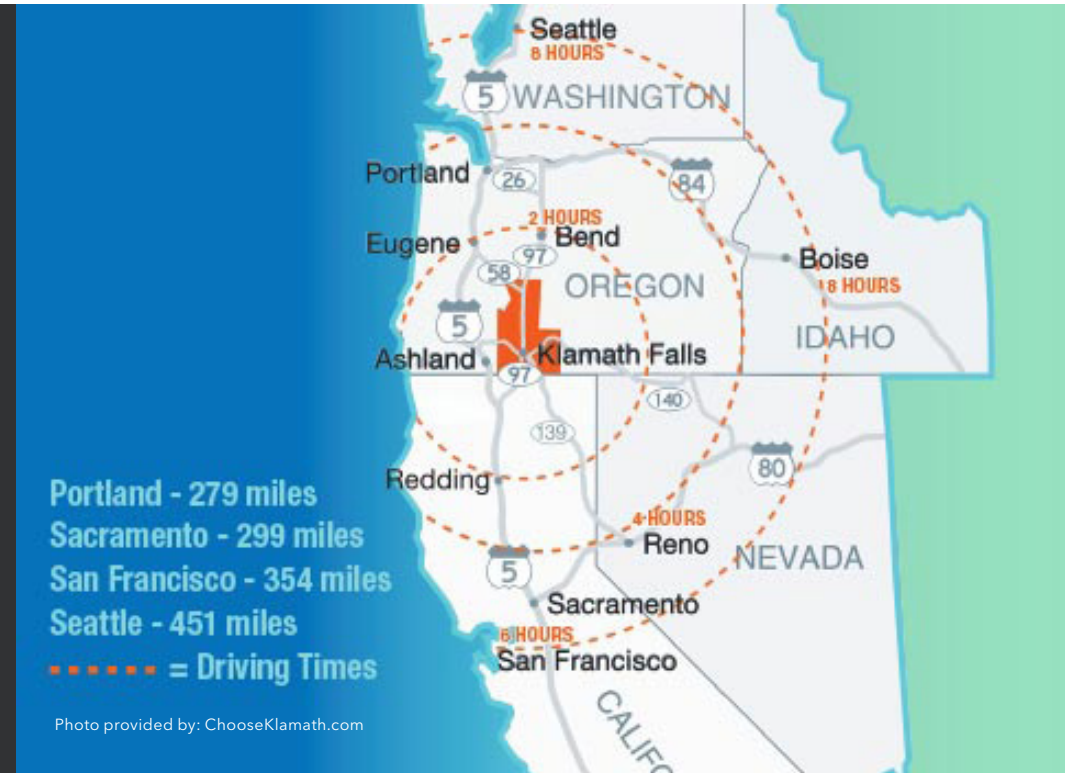 Seattle
8 HOURS
5
WASHINGTON
Portland
26
84
2 HOURS
Eugene
Bend
97
58
Boise
8 HOURS
OREGON
5
IDAHO
Ashland
Klamath Falls
97
140
139
80
Redding
4 HOURS
Reno
NEVADA
5
Sacramento
6 HOURS
San Francisco
CALIFO
Portland - 279 miles
Sacramento - 299 miles
San Francisco - 354 miles
Seattle - 451 miles
= Driving Times
Photo provided by: ChooseKlamath.com